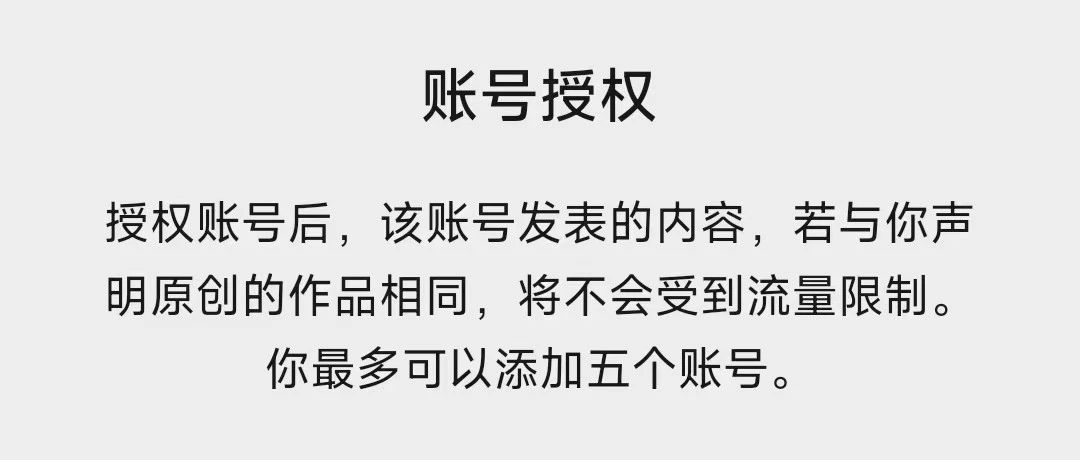 账号授权
授权账号后，该账号发表的内容，若与你声
明原创的作品相同，将不会受到流量限制。
你最多可以添加五个账号。